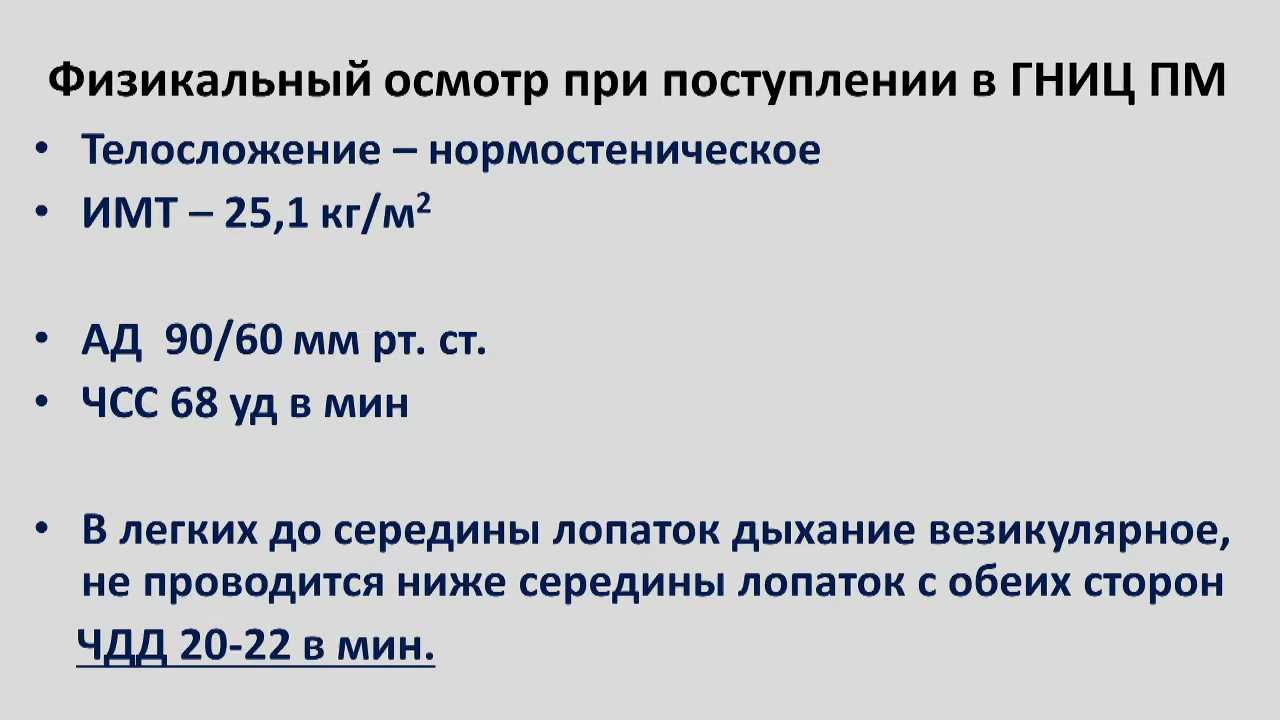 Физикальный осмотр при поступлении в ГНИЦ ПМ
• Телосложение – нормостеническое
• ИМТ – 25,1 кг/м²
• АД 90/60 мм рт. ст.
• ЧСС 68 уд в мин
• В легких до середины лопаток дыхание везикулярное,
не проводится ниже середины лопаток с обеих сторон
ЧДД 20-22 в мин.